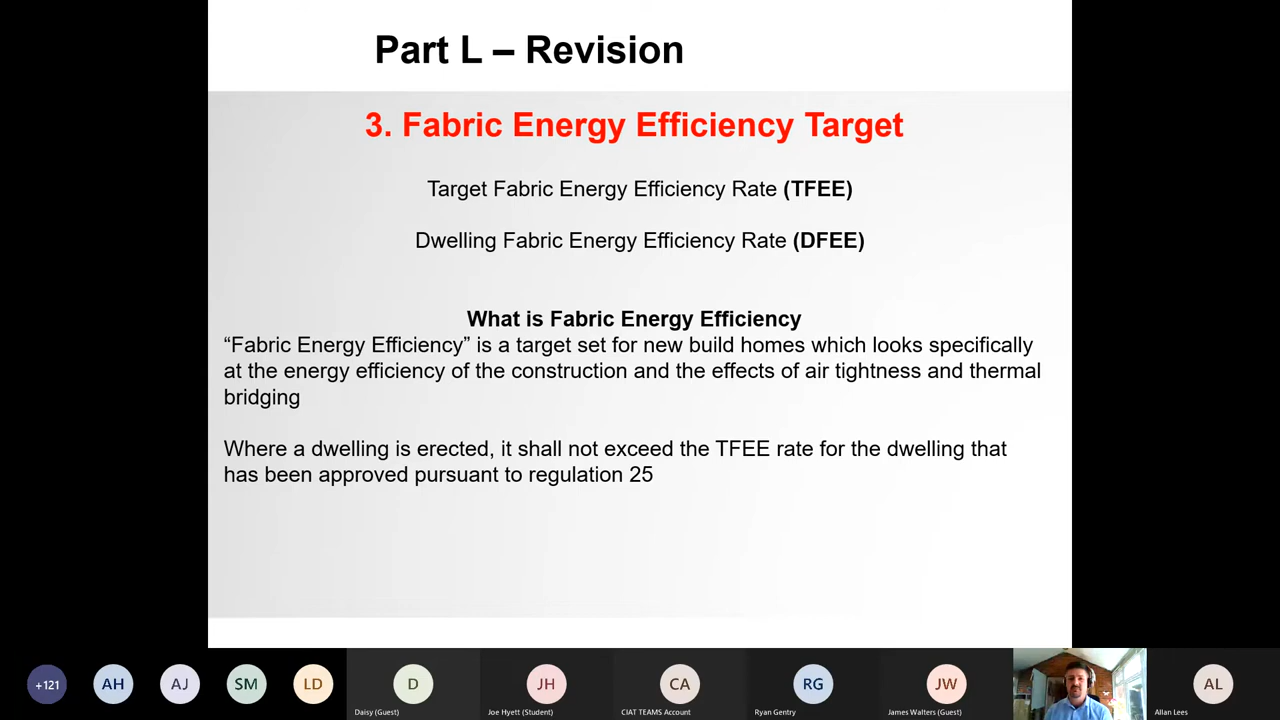 Part L – Revision
3. Fabric Energy Efficiency Target
Target Fabric Energy Efficiency Rate (TFEE)
Dwelling Fabric Energy Efficiency Rate (DFEE)
What is Fabric Energy Efficiency
“Fabric Energy Efficiency” is a target set for new build homes which looks specifically
at the energy efficiency of the construction and the effects of air tightness and thermal
bridging
Where a dwelling is erected, it shall not exceed the TFEE rate for the dwelling that
has been approved pursuant to regulation 25
+121
AH
AJ
SM
LD
D
JH
CA
RG
JW
AL
Daisy (Guest)
Joe Hyett (Student)
CIAT TEAMS Account
Ryan Gentry
James Walters (Guest)
Allan Lees